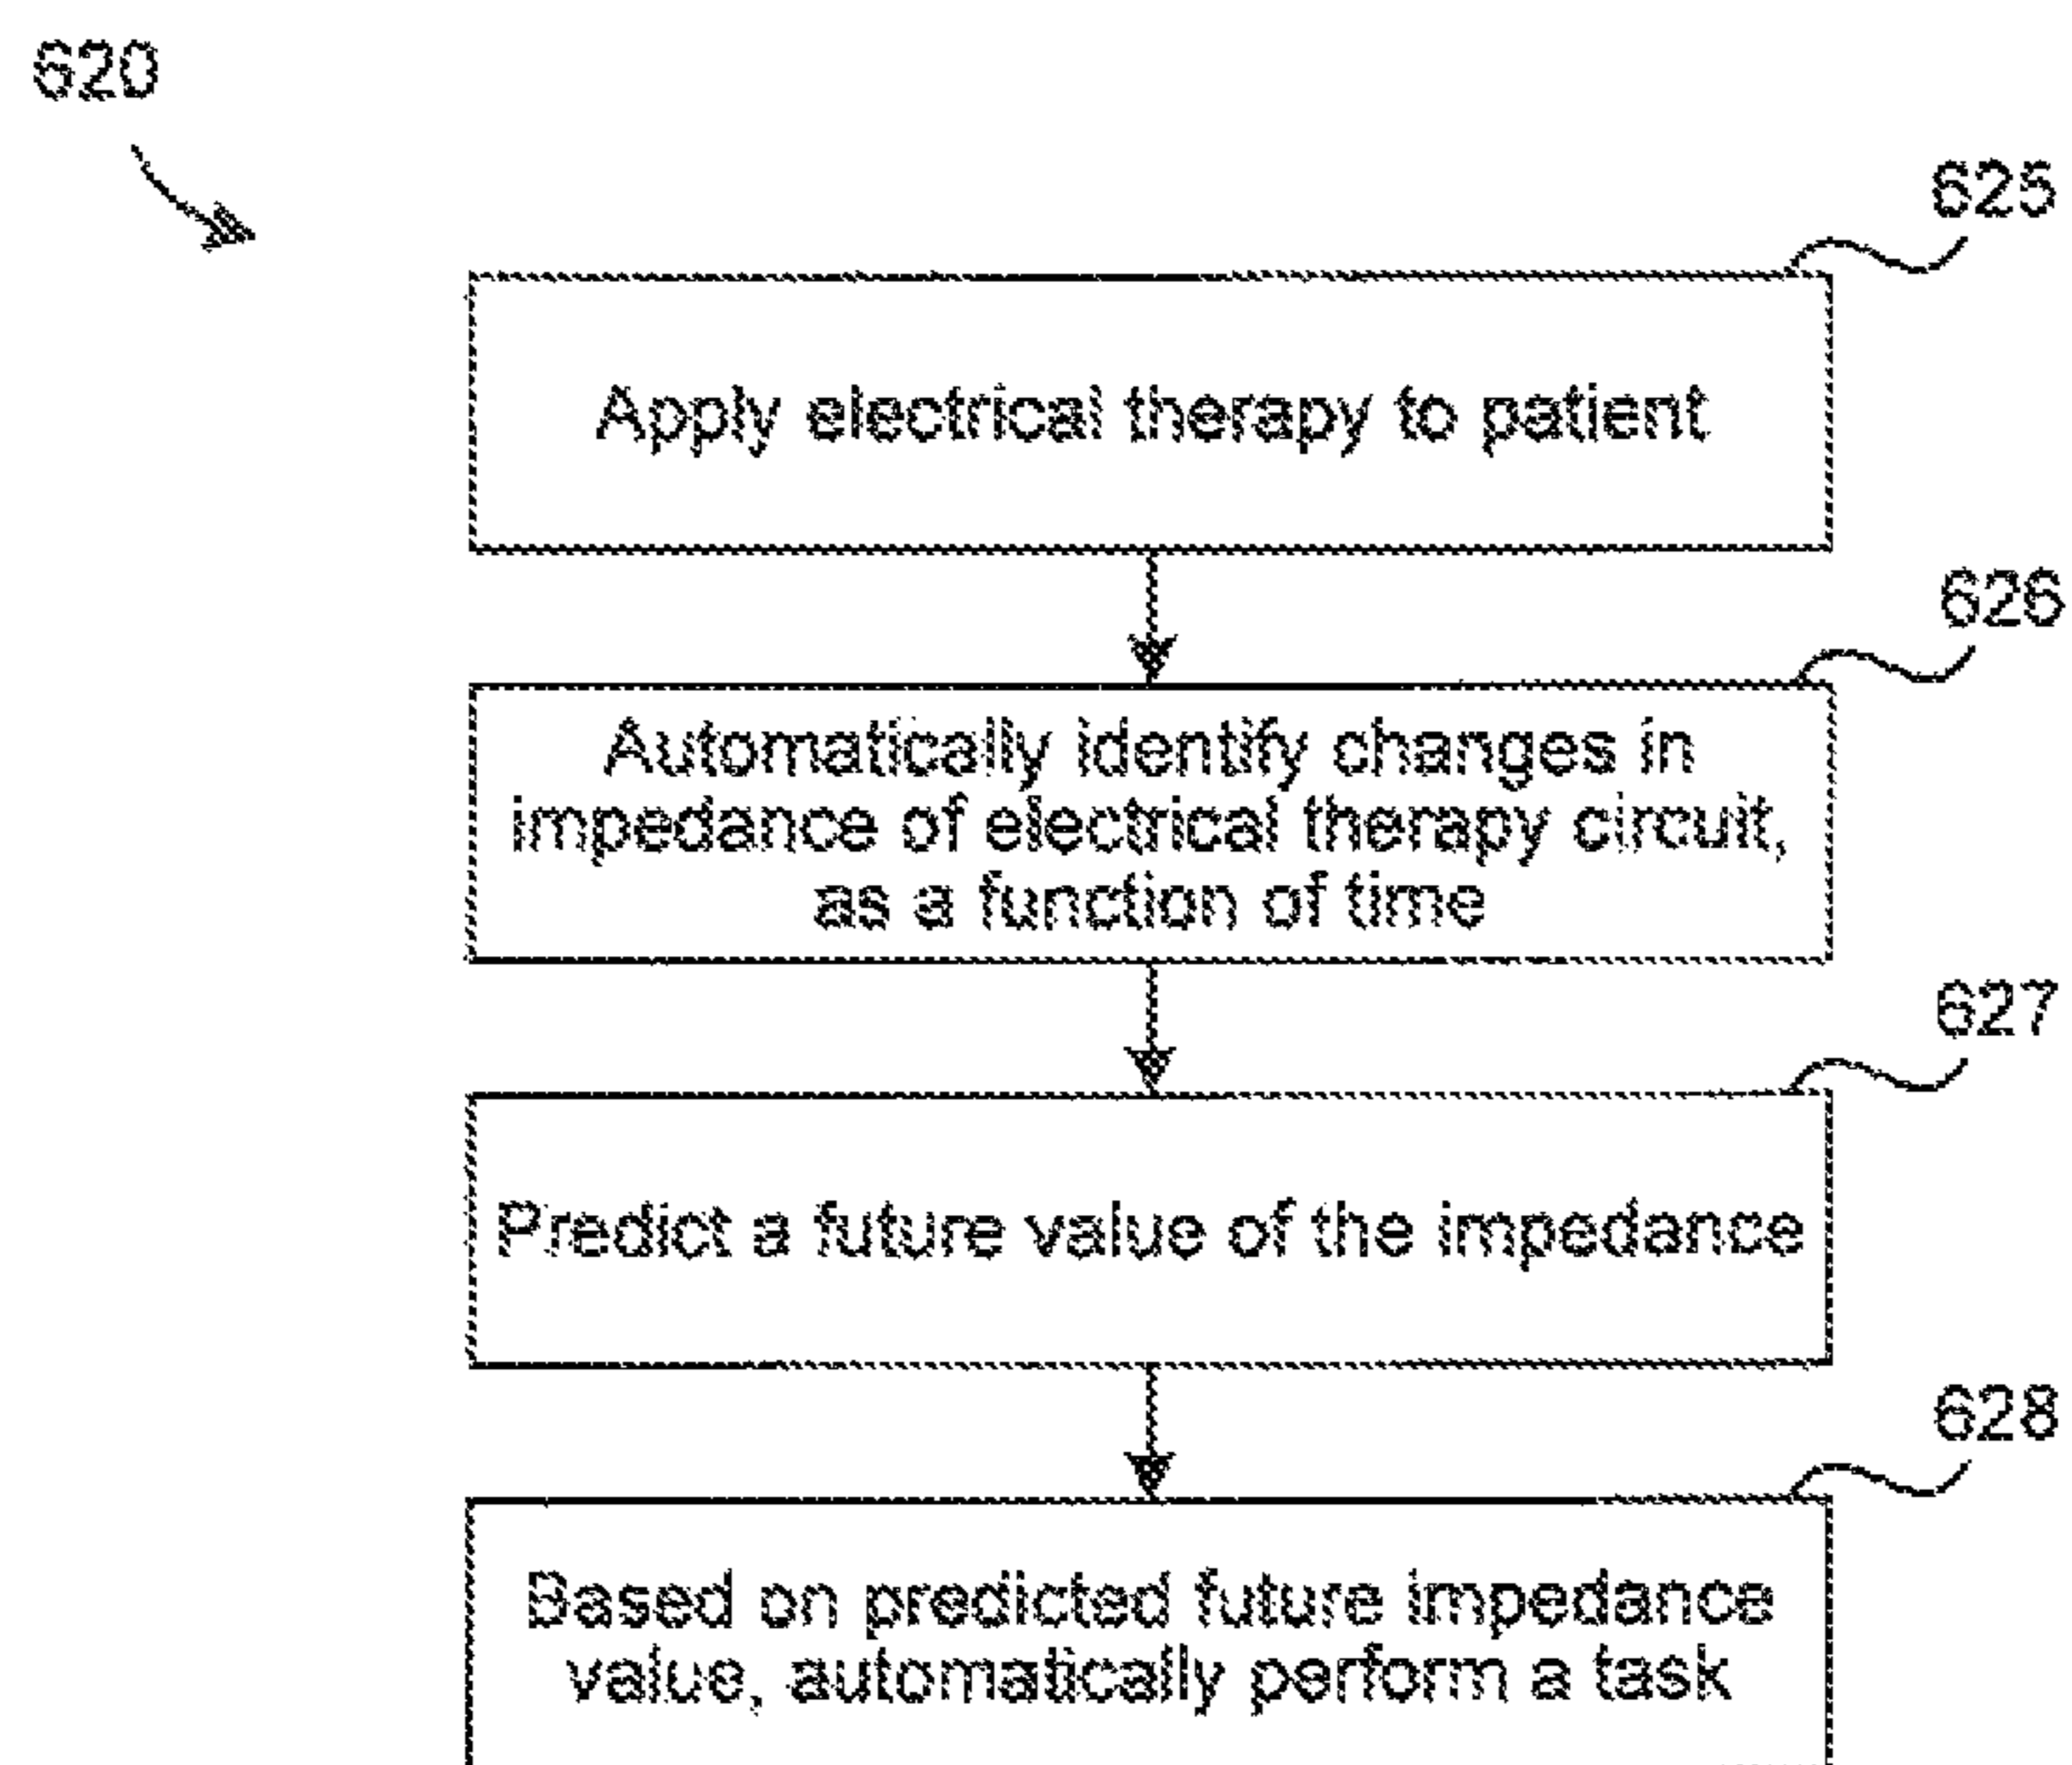 620
625
Apply electrical therapy to patient
626
Automatically identify changes in
impedance of electrical therapy circuit,
as a function of time
627
Predict a future value of the impedance
628
Based on predicted future impedance
value, automatically perform a task